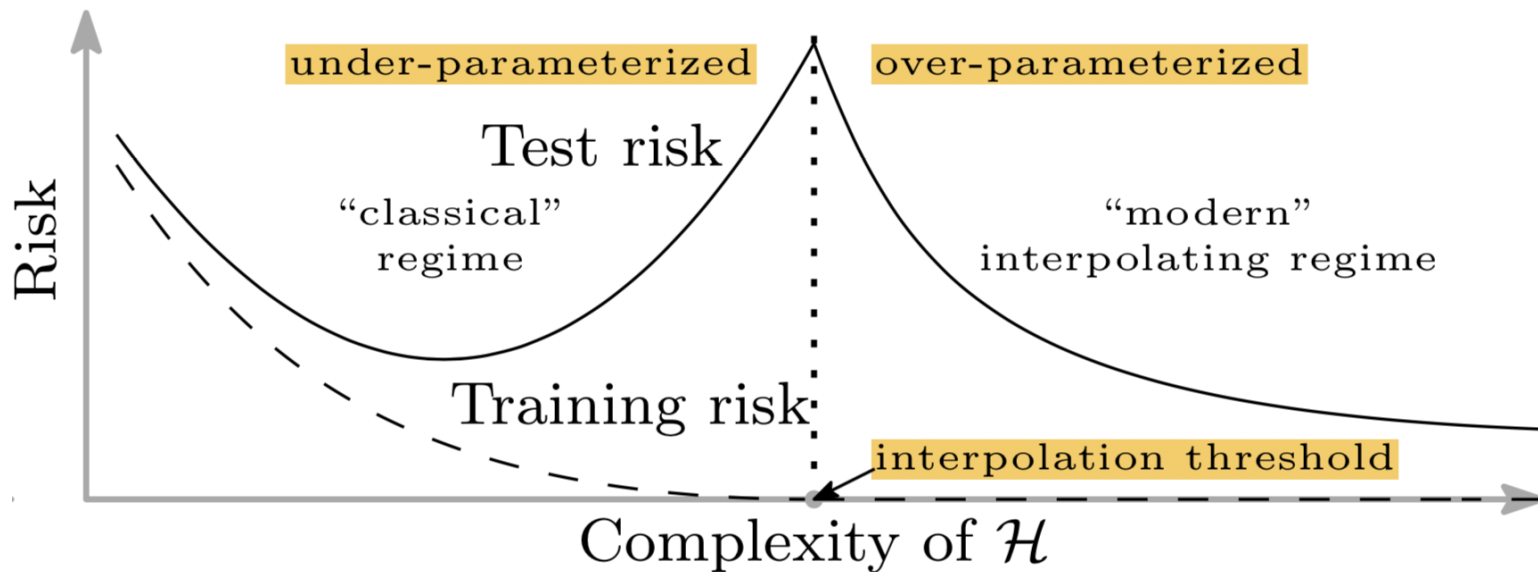 under-parameterized
over-parameterized
Test risk
“classical”
regime
“modern”
interpolating regime
Risk
Training risk
interpolation threshold
Complexity of ℋ